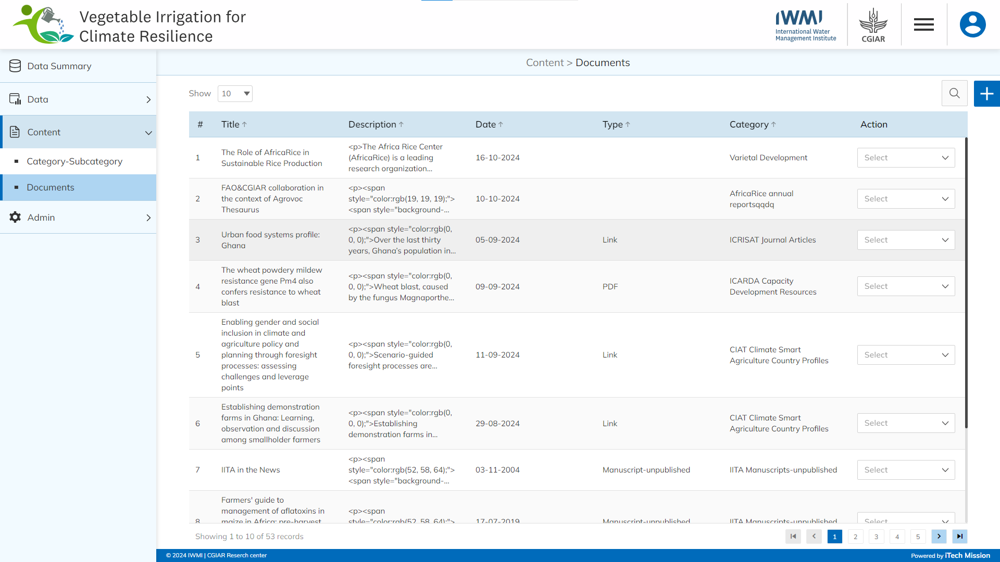 Vegetable Irrigation for
Climate Resilience
IWMI
International Water
Management Institute
CGIAR
Data Summary
Data
Content
Category-Subcategory
Documents
Admin
Content > Documents
Show 10
# Title Description Date Type Category Action
1
The Role of AfricaRice in
Sustainable Rice Production
<p>The Africa Rice Center
(AfricaRice) is a leading
research organization...
16-10-2024
Varietal Development
Select
2
FAO&CGIAR collaboration in
the context of Agrovoc
Thesaurus
<p><span
style="color:rgb(19, 19, 19);">
<span style="background-...
10-10-2024
AfricaRice annual
reportsqqdq
Select
3
Urban food systems profile:
Ghana
<p><span style="color:rgb(0,
0, 0);">Over the last thirty
years, Ghana's population in...
05-09-2024
Link
ICRISAT Journal Articles
Select
4
The wheat powdery mildew
resistance gene Pm4 also
confers resistance to wheat
blast
<p><span style="color:rgb(0,
0, 0);">Wheat blast, caused
by the fungus Magnaporthe...
09-09-2024
PDF
ICARDA Capacity
Development Resources
Select
5
Enabling gender and social
inclusion in climate and
agriculture policy and
planning through foresight
processes: assessing
challenges and leverage
points
<p><span style="color:rgb(0,
0, 0);">Scenario-guided
foresight processes are...
11-09-2024
Link
CIAT Climate Smart
Agriculture Country Profiles
Select
6
Establishing demonstration
farms in Ghana: Learning,
observation and discussion
among smallholder farmers
<p><span style="color:rgb(0,
0, 0);">Establishing
demonstration farms in...
29-08-2024
Link
CIAT Climate Smart
Agriculture Country Profiles
Select
7
IITA in the News
<p><span
style="color:rgb(52, 58, 64);">
<span style="background-...
03-11-2004
Manuscript-unpublished
IITA Manuscripts-unpublished
Select
8
Farmers' guide to
management of aflatoxins in
maize in Africa: pre-harvest
<p><span
style="color:rgb(52, 58, 64);">
17-07-2019
Manuscript-unpublished
IITA Manuscripts-unpublished
Select
Showing 1 to 10 of 53 records
1 2 3 4 5
© 2024 IWMI | CGIAR Reserch center
Powered by iTech Mission